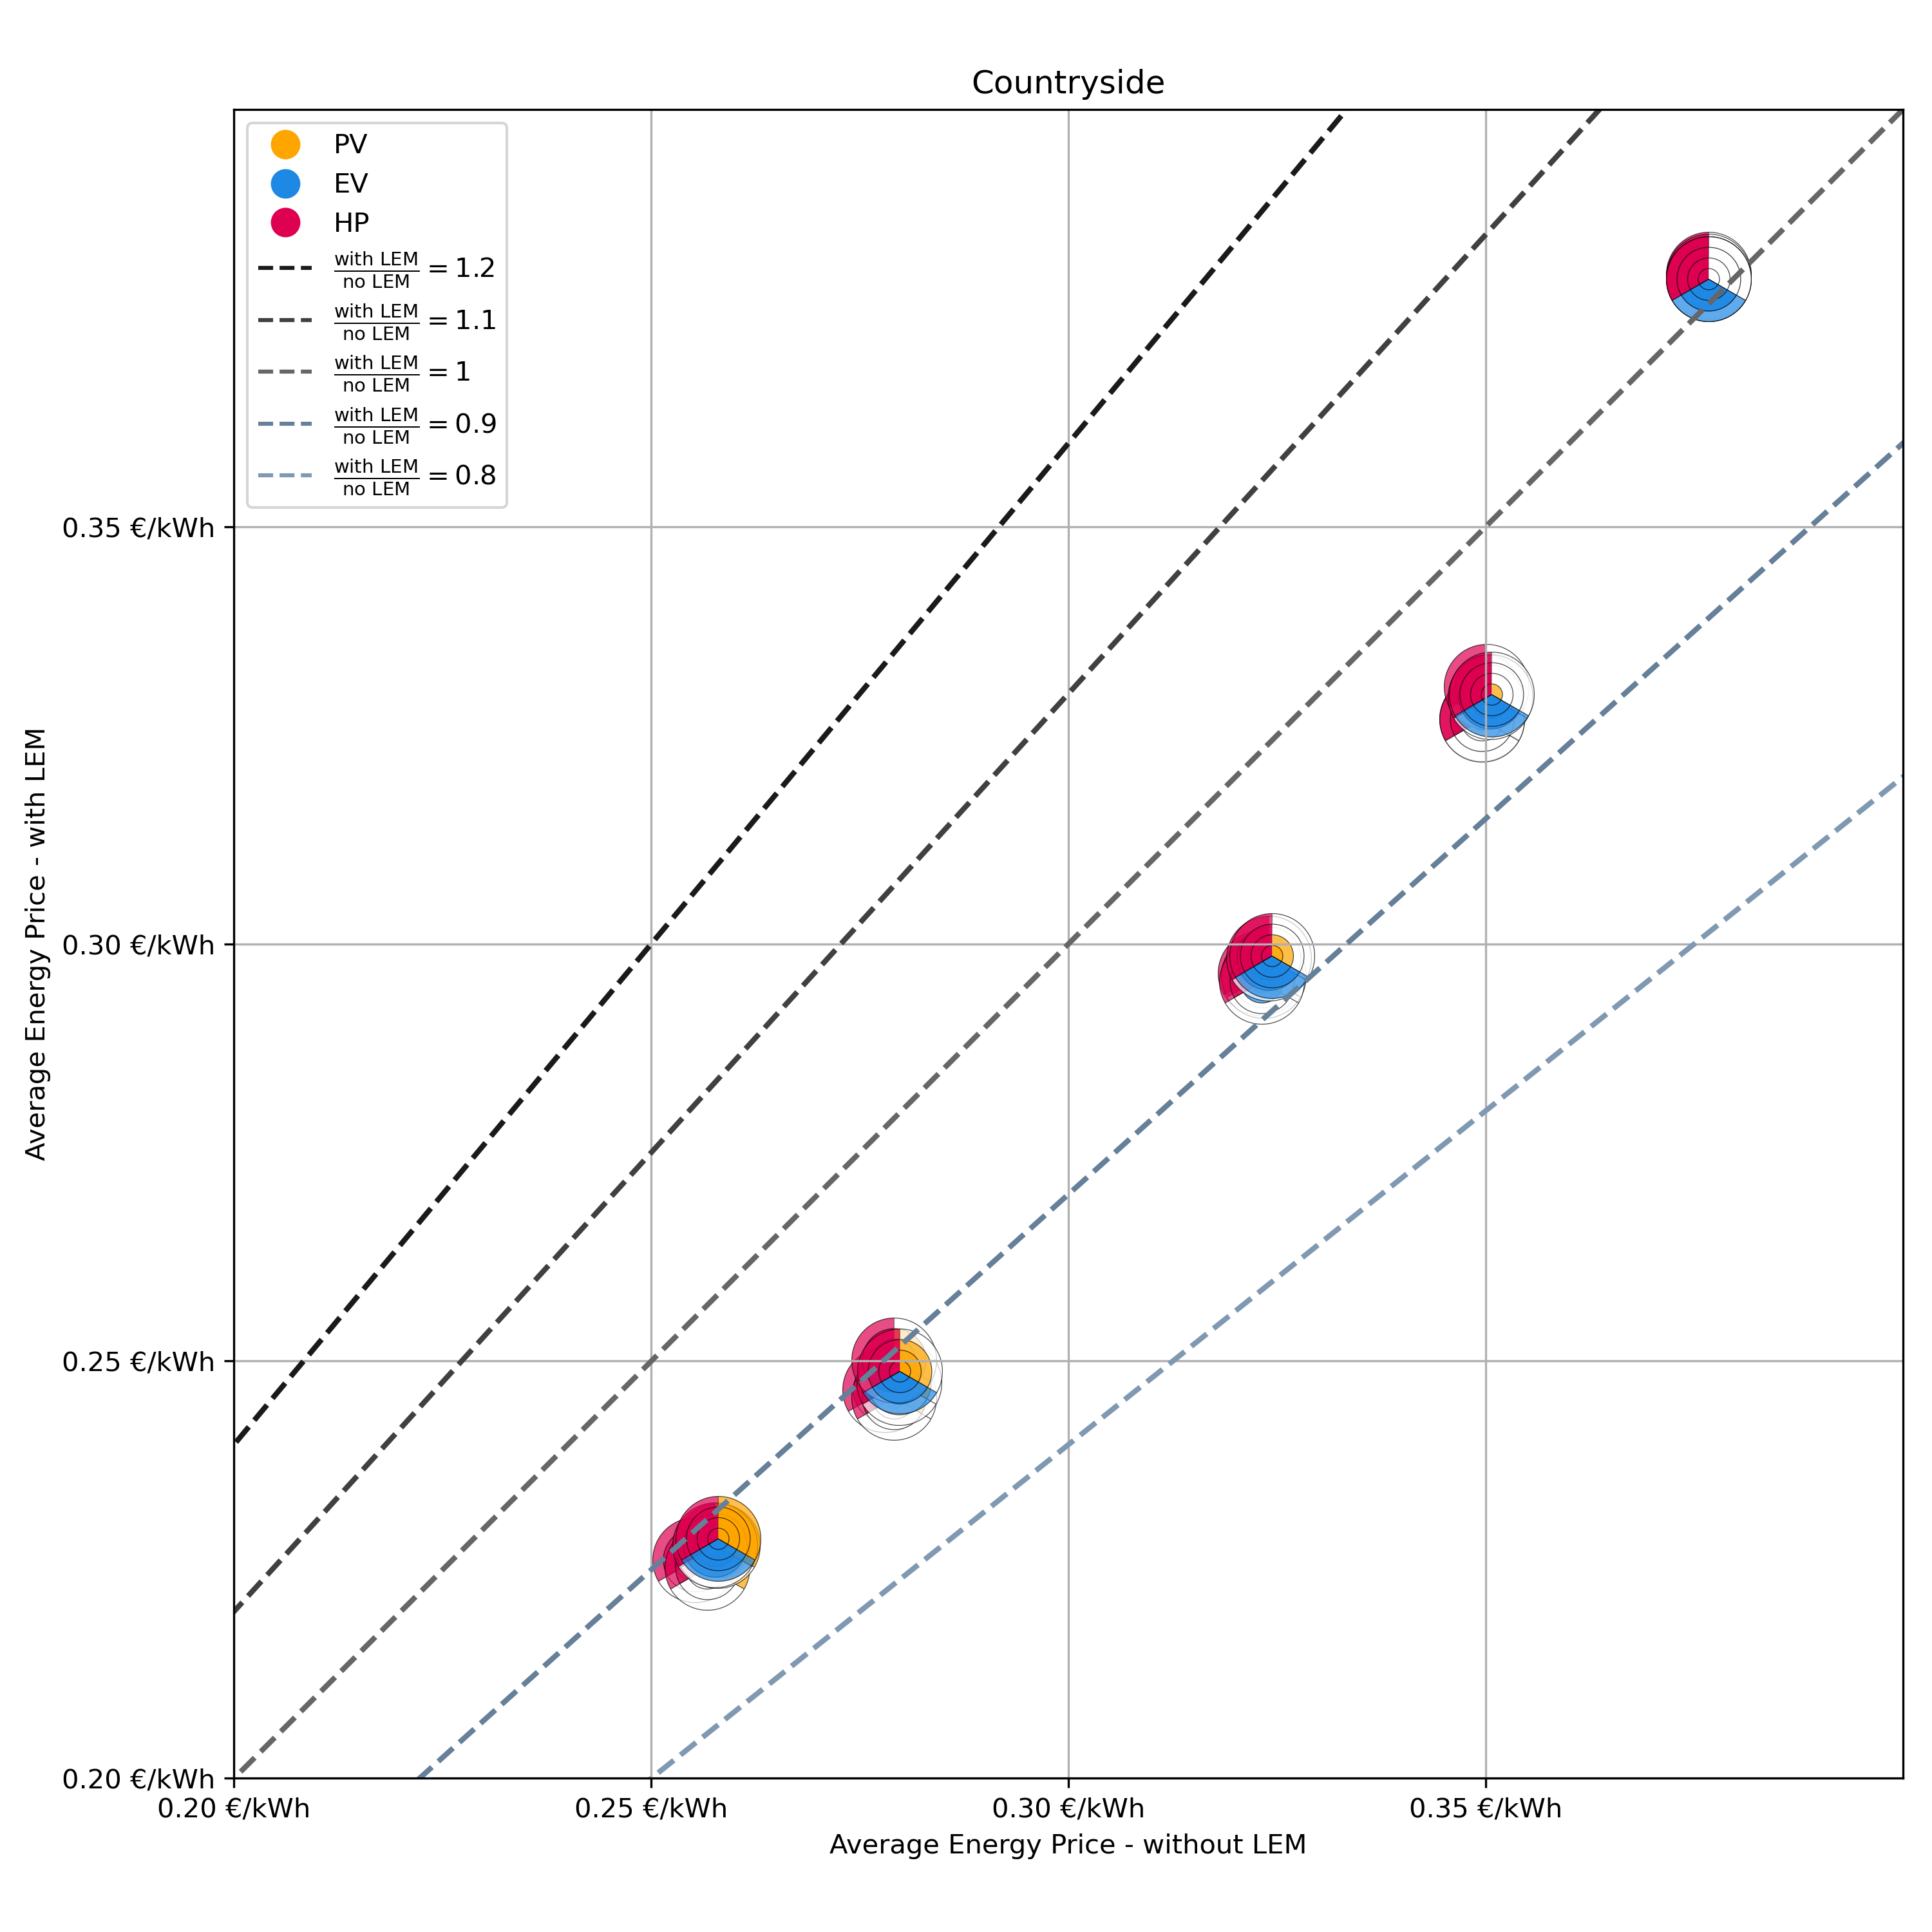 Countryside
PV
EV
HP
with LEM
no LEM = 1.2
with LEM
no LEM = 1.1
with LEM
no LEM = 1
with LEM
no LEM = 0.9
with LEM
no LEM = 0.8
Average Energy Price - with LEM
0.35 €/kWh
0.30 €/kWh
0.25 €/kWh
0.20 €/kWh
0.20 €/kWh
0.25 €/kWh
0.30 €/kWh
0.35 €/kWh
Average Energy Price - without LEM